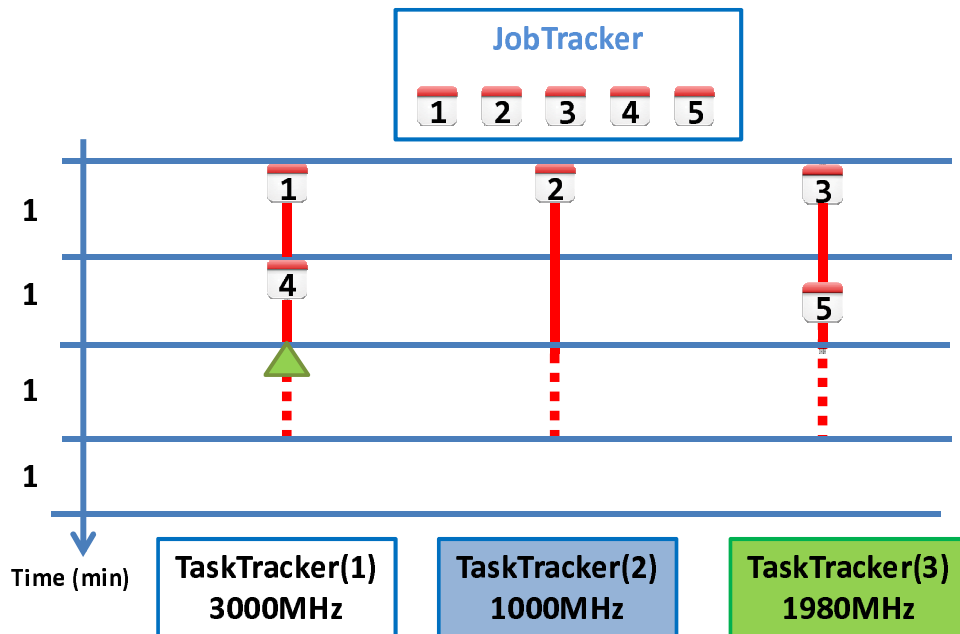 JobTracker
1 2 3 4 5
1 2 3
1
4
1 5
1
1
Time (min)
TaskTracker(1)
3000MHz
TaskTracker(2)
1000MHz
TaskTracker(3)
1980MHz